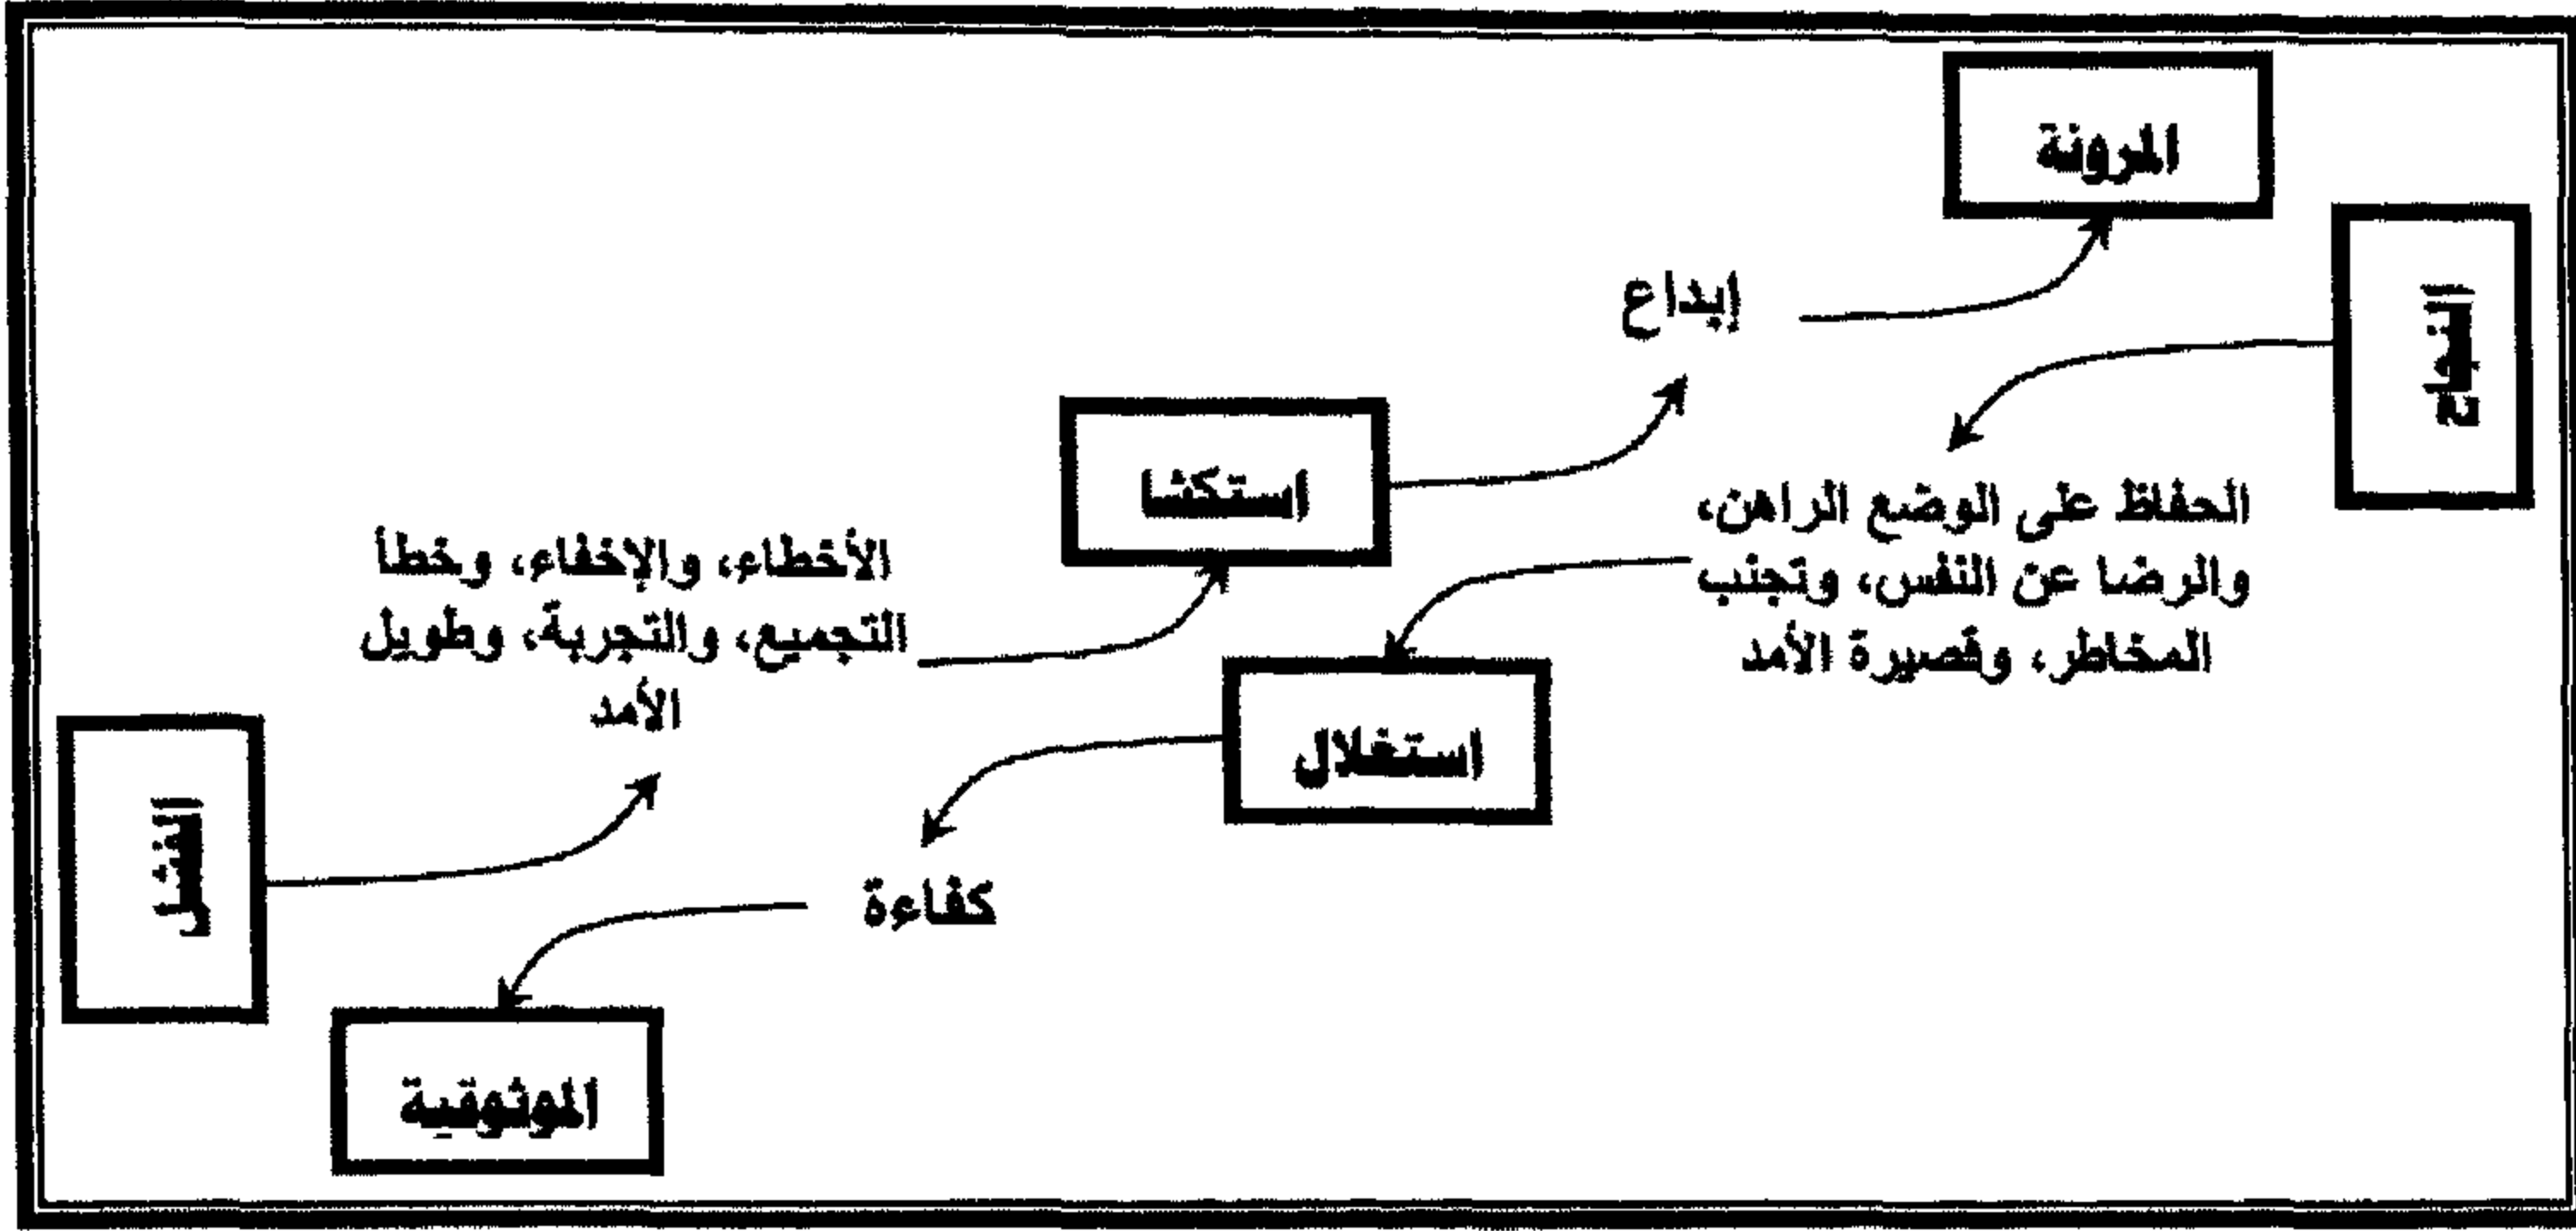 المرونة
إبداع
استكشا
الحفاظ على الوضع الراهن،
والرضا عن النفس، وتجنب
المخاطر، وقصيرة الأمد
الأخطاء، والإخفاء، وخطأ
التجميع، والتجربة، وطويل
الأمد
استغلال
الفشل
كفاءة
الموثوقية